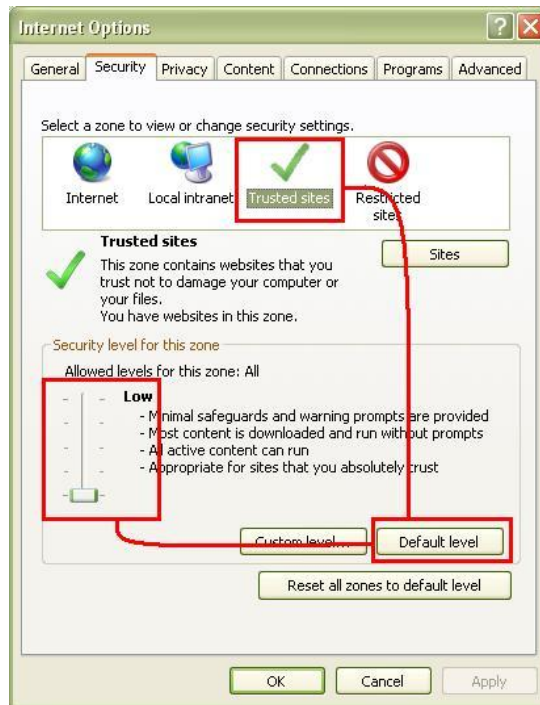 Internet Options
General Security Privacy Content Connections Programs Advanced
Select a zone to view or change security settings.
Internet Local intranet Trusted sites Restricted
sites
Trusted sites
Sites
This zone contains websites that you
trust not to damage your computer or
your files.
You have websites in this zone.
Security level for this zone
Allowed levels for this zone: All
Low
- Minimal safeguards and warning prompts are provided
- Most content is downloaded and run without prompts
- All active content can run
- Appropriate for sites that you absolutely trust
Custom level... Default level
Reset all zones to default level
OK Cancel Apply